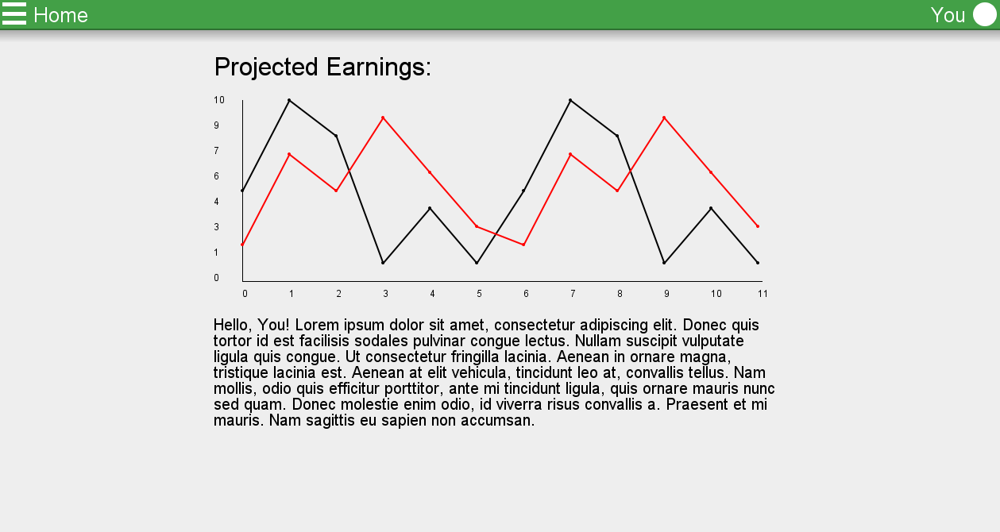 Home
You
Projected Earnings:
10
9
7
6
4
3
1
0
0 1 2 3 4 5 6 7 8 9 10 11
Hello, You! Lorem ipsum dolor sit amet, consectetur adipiscing elit. Donec quis
tortor id est facilisis sodales pulvinar congue lectus. Nullam suscipit vulputate
ligula quis congue. Ut consectetur fringilla lacinia. Aenean in ornare magna,
tristique lacinia est. Aenean at elit vehicula, tincidunt leo at, convallis tellus. Nam
mollis, odio quis efficitur porttitor, ante mi tincidunt ligula, quis ornare mauris nunc
sed quam. Donec molestie enim odio, id viverra risus convallis a. Praesent et mi
mauris. Nam sagittis eu sapien non accumsan.